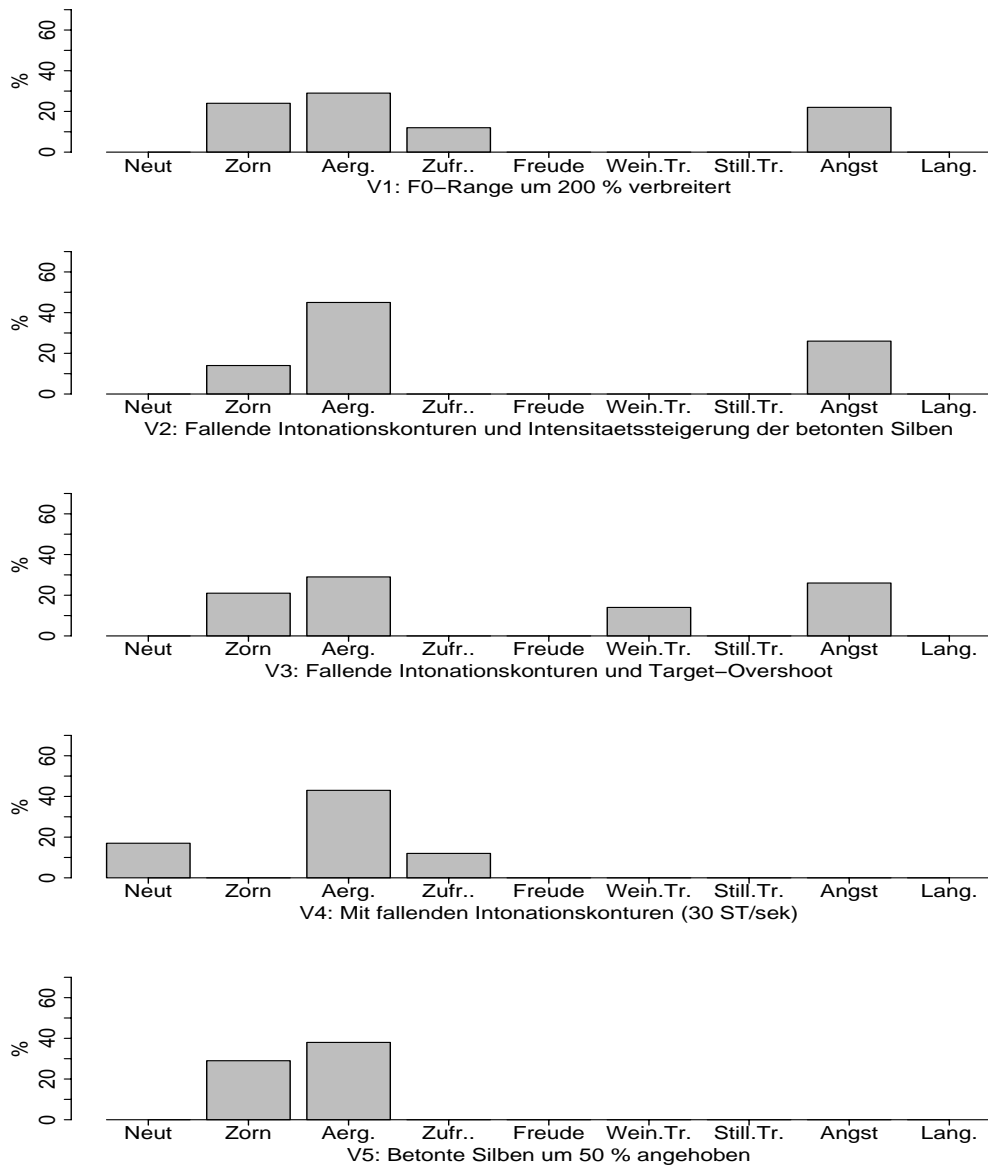 60
40
%
20
0
Neut Zorn Aerg. Zufr.. Freude Wein.Tr. Still.Tr. Angst Lang.
V1: F0−Range um 200 % verbreitert
60
40
%
20
0
Neut Zorn Aerg. Zufr.. Freude Wein.Tr. Still.Tr. Angst Lang.
V2: Fallende Intonationskonturen und Intensitaetssteigerung der betonten Silben
60
40
%
20
0
Neut Zorn Aerg. Zufr.. Freude Wein.Tr. Still.Tr. Angst Lang.
V3: Fallende Intonationskonturen und Target−Overshoot
60
40
%
20
0
Neut Zorn Aerg. Zufr.. Freude Wein.Tr. Still.Tr. Angst Lang.
V4: Mit fallenden Intonationskonturen (30 ST/sek)
60
40
%
20
0
Neut Zorn Aerg. Zufr.. Freude Wein.Tr. Still.Tr. Angst Lang.
V5: Betonte Silben um 50 % angehoben